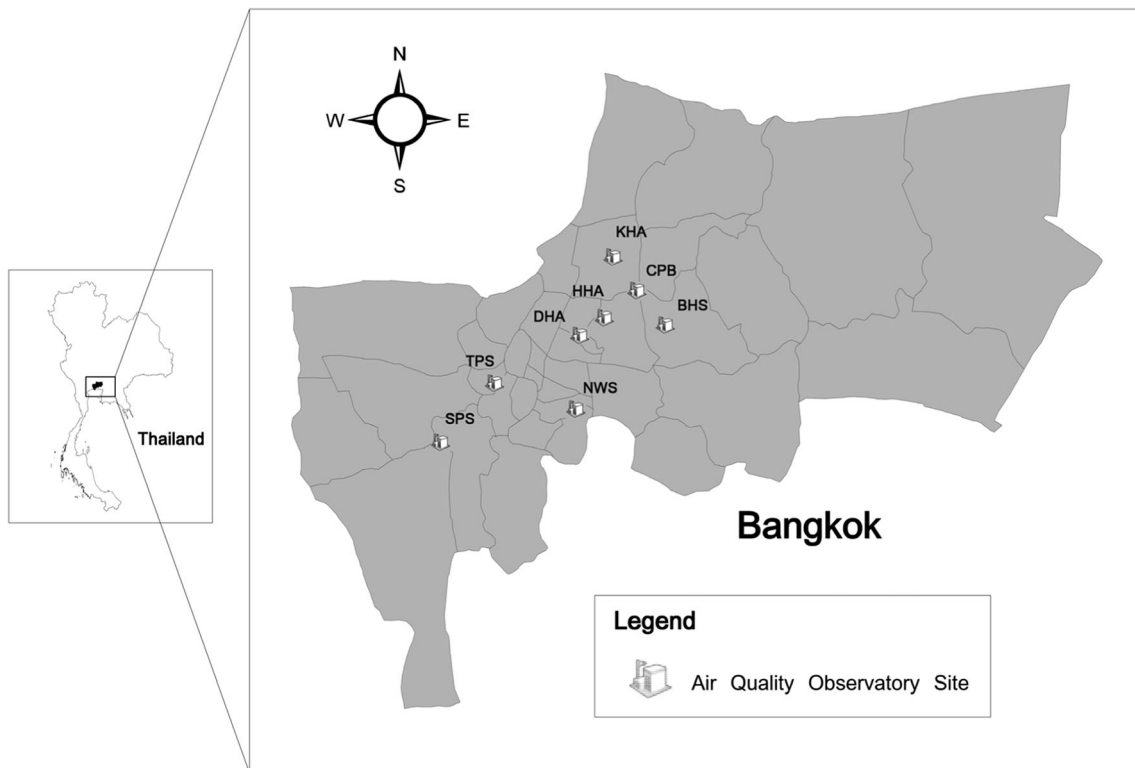 N
W
E
S
KHA
CPB
HHA
BHS
DHA
TPS
NWS
SPS
Thailand
Bangkok
Legend
Air Quality Observatory Site